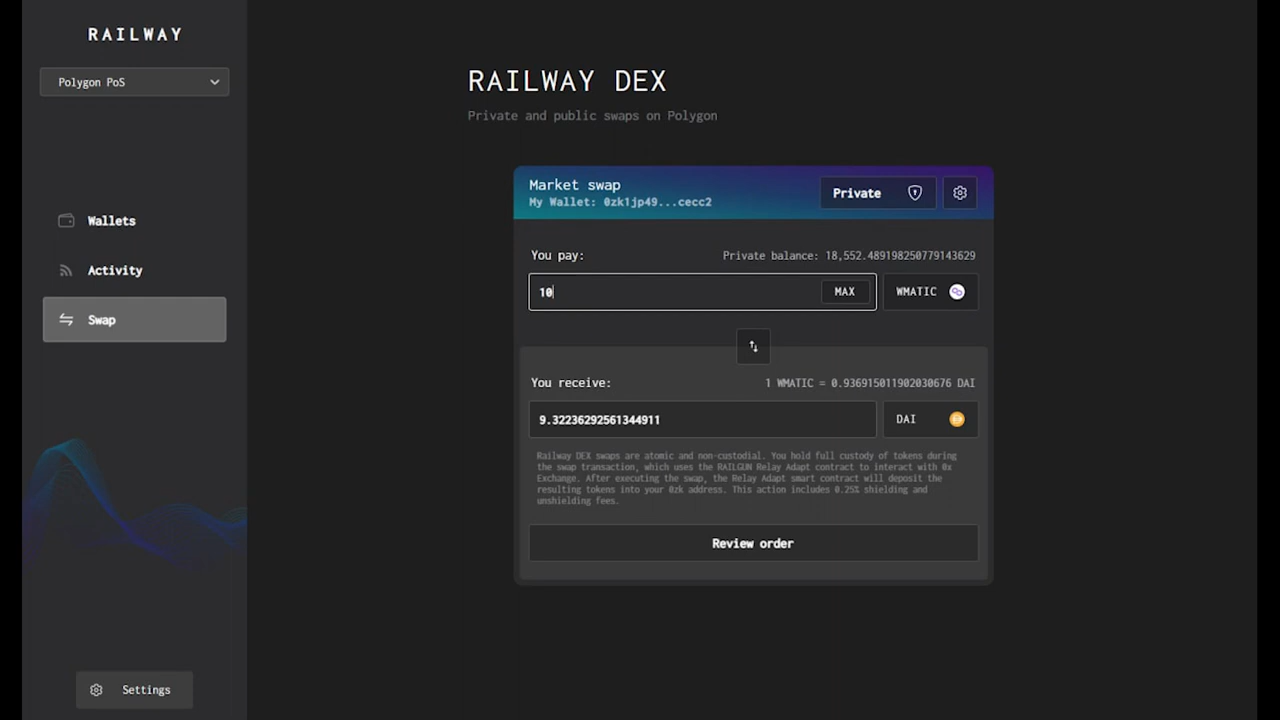 RAILWAY
Polygon PoS
Wallets
Activity
Swap
Settings
RAILWAY DEX
Private and public swaps on Polygon
Market swap
My Wallet: 0zk1jp49...cecc2
Private
You pay:
Private balance: 18,552.489198250779143629
10
MAX
WMATIC
You receive:
1 WMATIC = 0.936915011902030676 DAI
9.32236292561344911
DAI
Railway DEX swaps are atomic and non-custodial. You hold full custody of tokens during
the swap transaction, which uses the RAILGUN Relay Adapt contract to interact with 0x
Exchange. After executing the swap, the Relay Adapt smart contract will deposit the
resulting tokens into your 0zk address. This action includes 0.25% shielding and
unshielding fees.
Review order